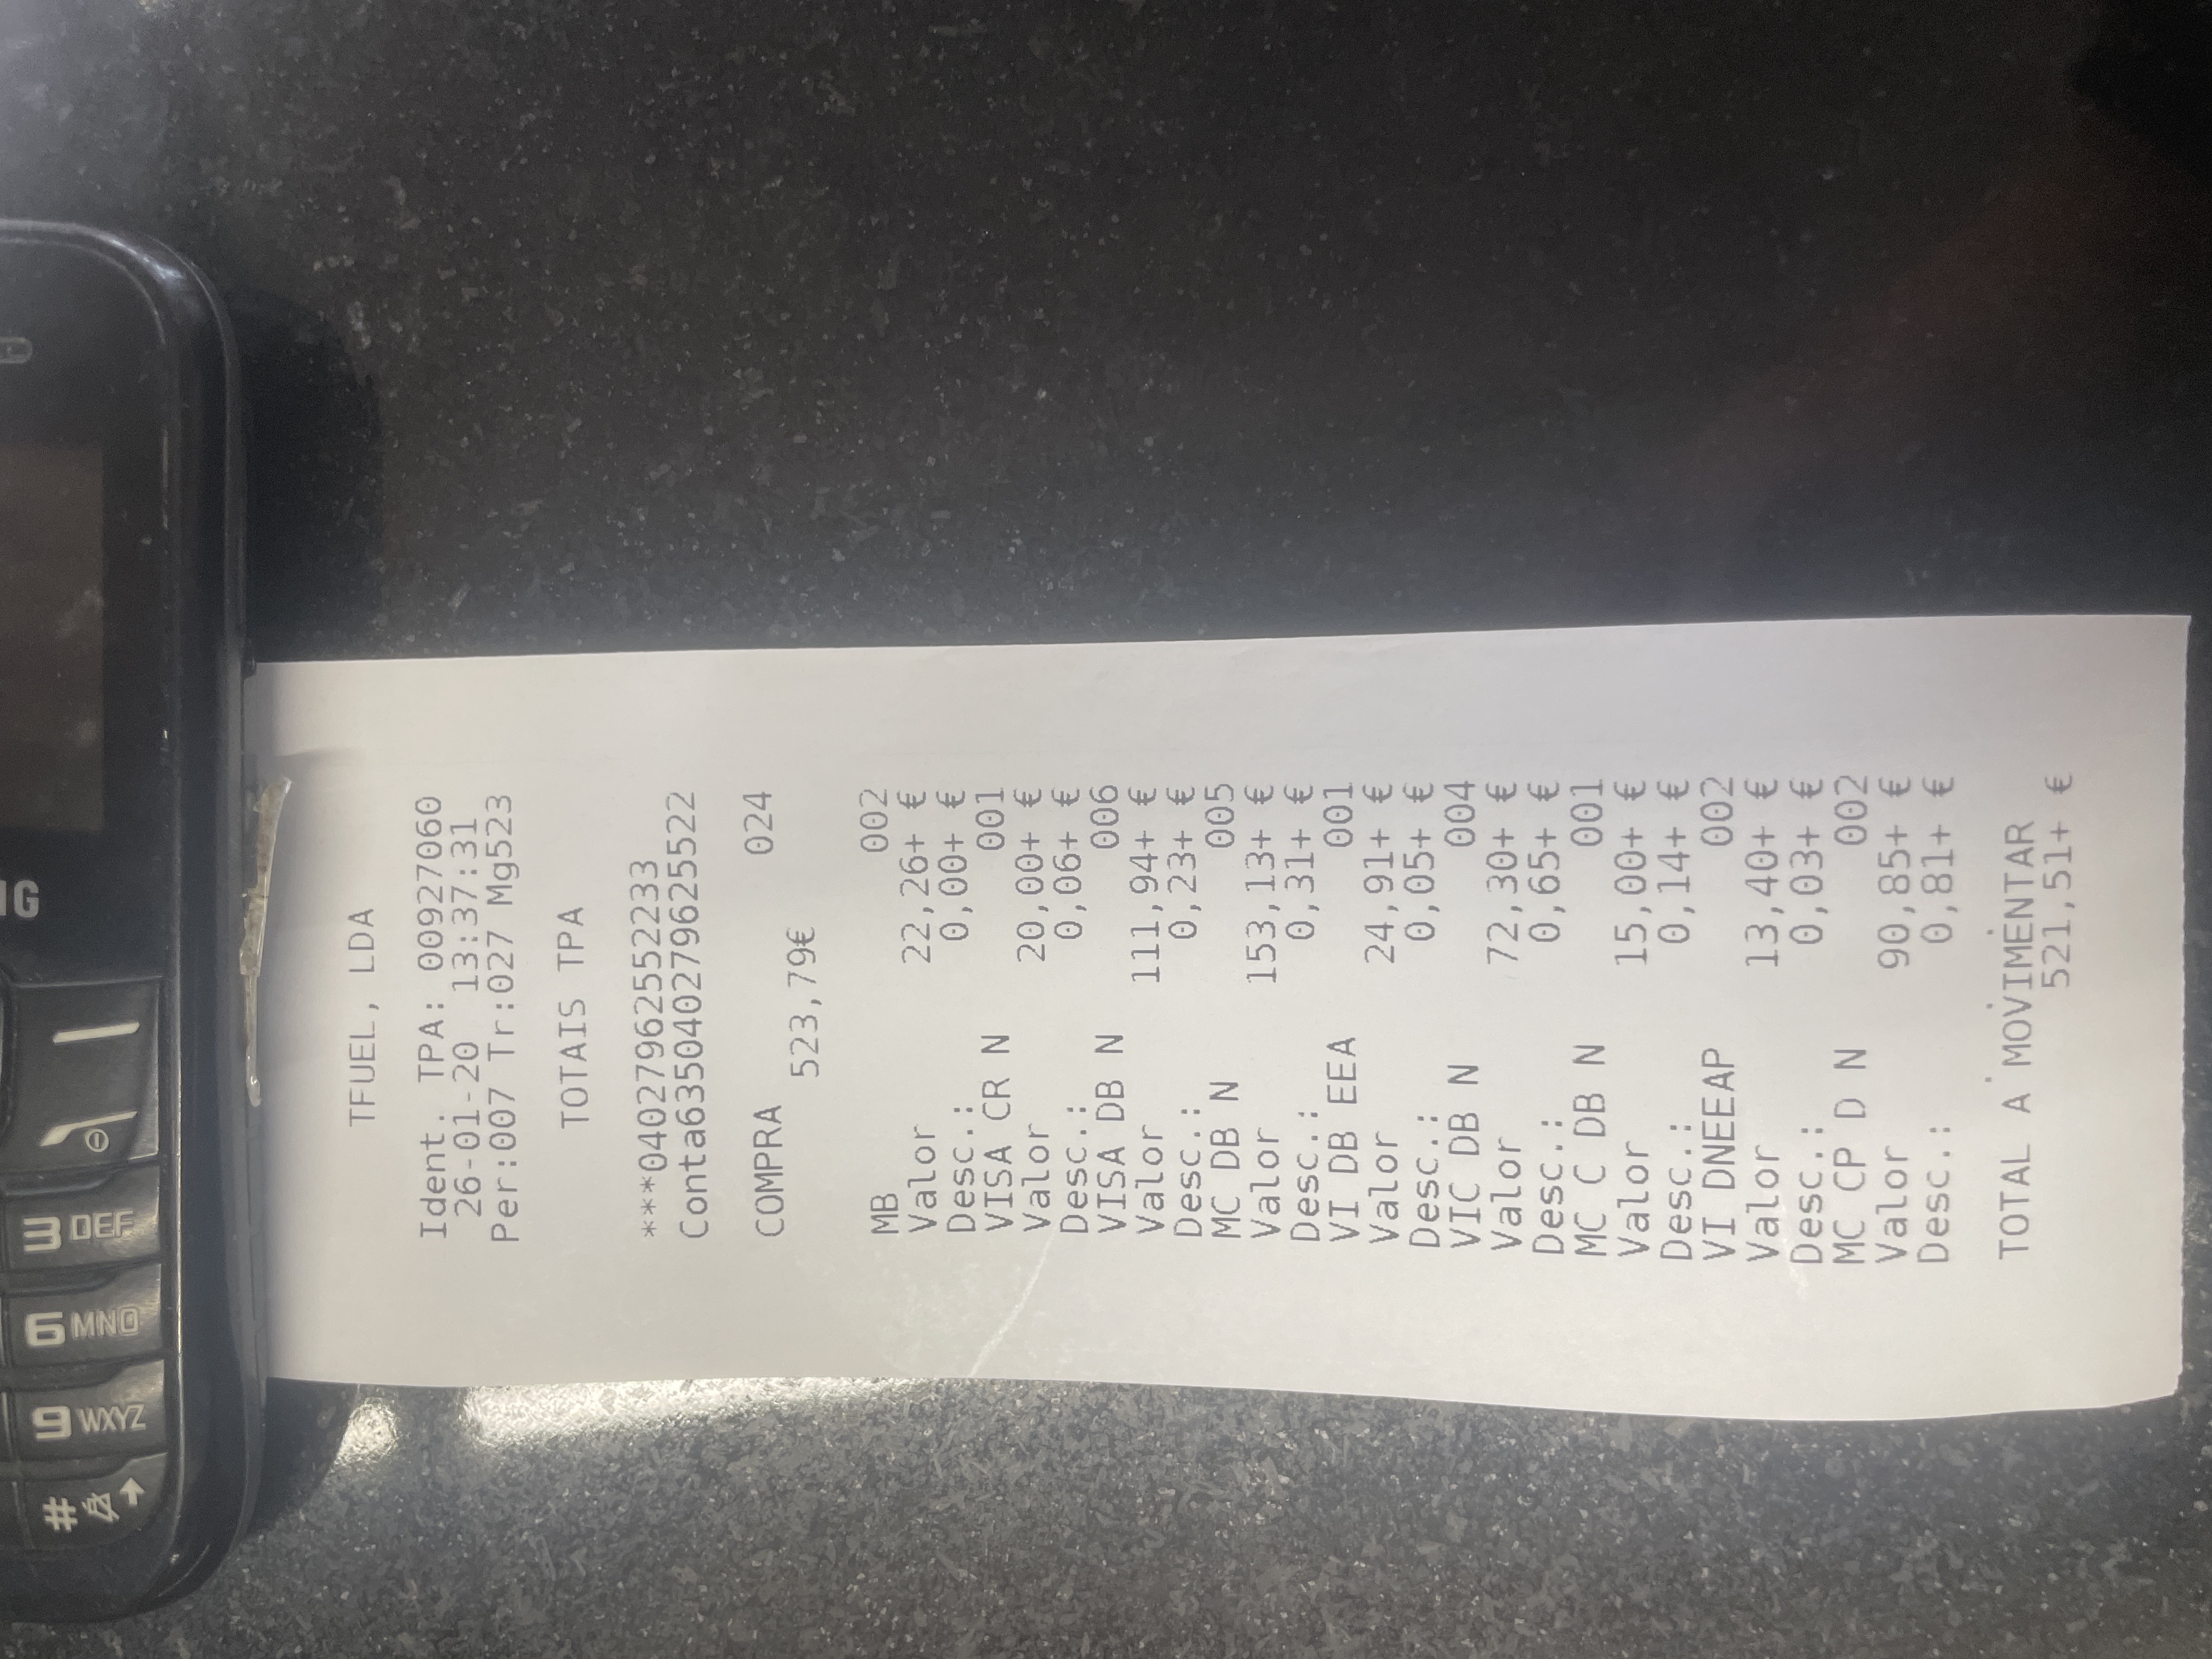 TFUEL, LDA
Ident. TPA: 00927060
26-01-20 13:37:31
Per:007 Tr:027 Mg523
TOTAIS TPA
***0402796252233
Conta6350402796255522
COMPRA 024
523,79€
MB 002
Valor 22,26+ €
Desc.: 0,00+ €
VISA CR N 001
Valor 20,00+ €
Desc.: 0,06+ €
VISA DB N 006
Valor 111,94+ €
Desc.: 0,23+ €
MC DB N 005
Valor 153,13+ €
Desc.: 0,31+ €
VI DB EEA 001
Valor 24,91+ €
Desc.: 0,05+ €
VIC DB N 004
Valor 72,30+ €
Desc.: 0,65+ €
MC C DB N 001
Valor 15,00+ €
Desc.: 0,14+ €
VI DNEEAP 002
Valor 13,40+ €
Desc.: 0,03+ €
MC CP D N 002
Valor 90,85+ €
Desc.: 0,81+ €
TOTAL A MOVIMENTAR
521,51+ €
3 DEF
6 MNO
9 WXYZ
#